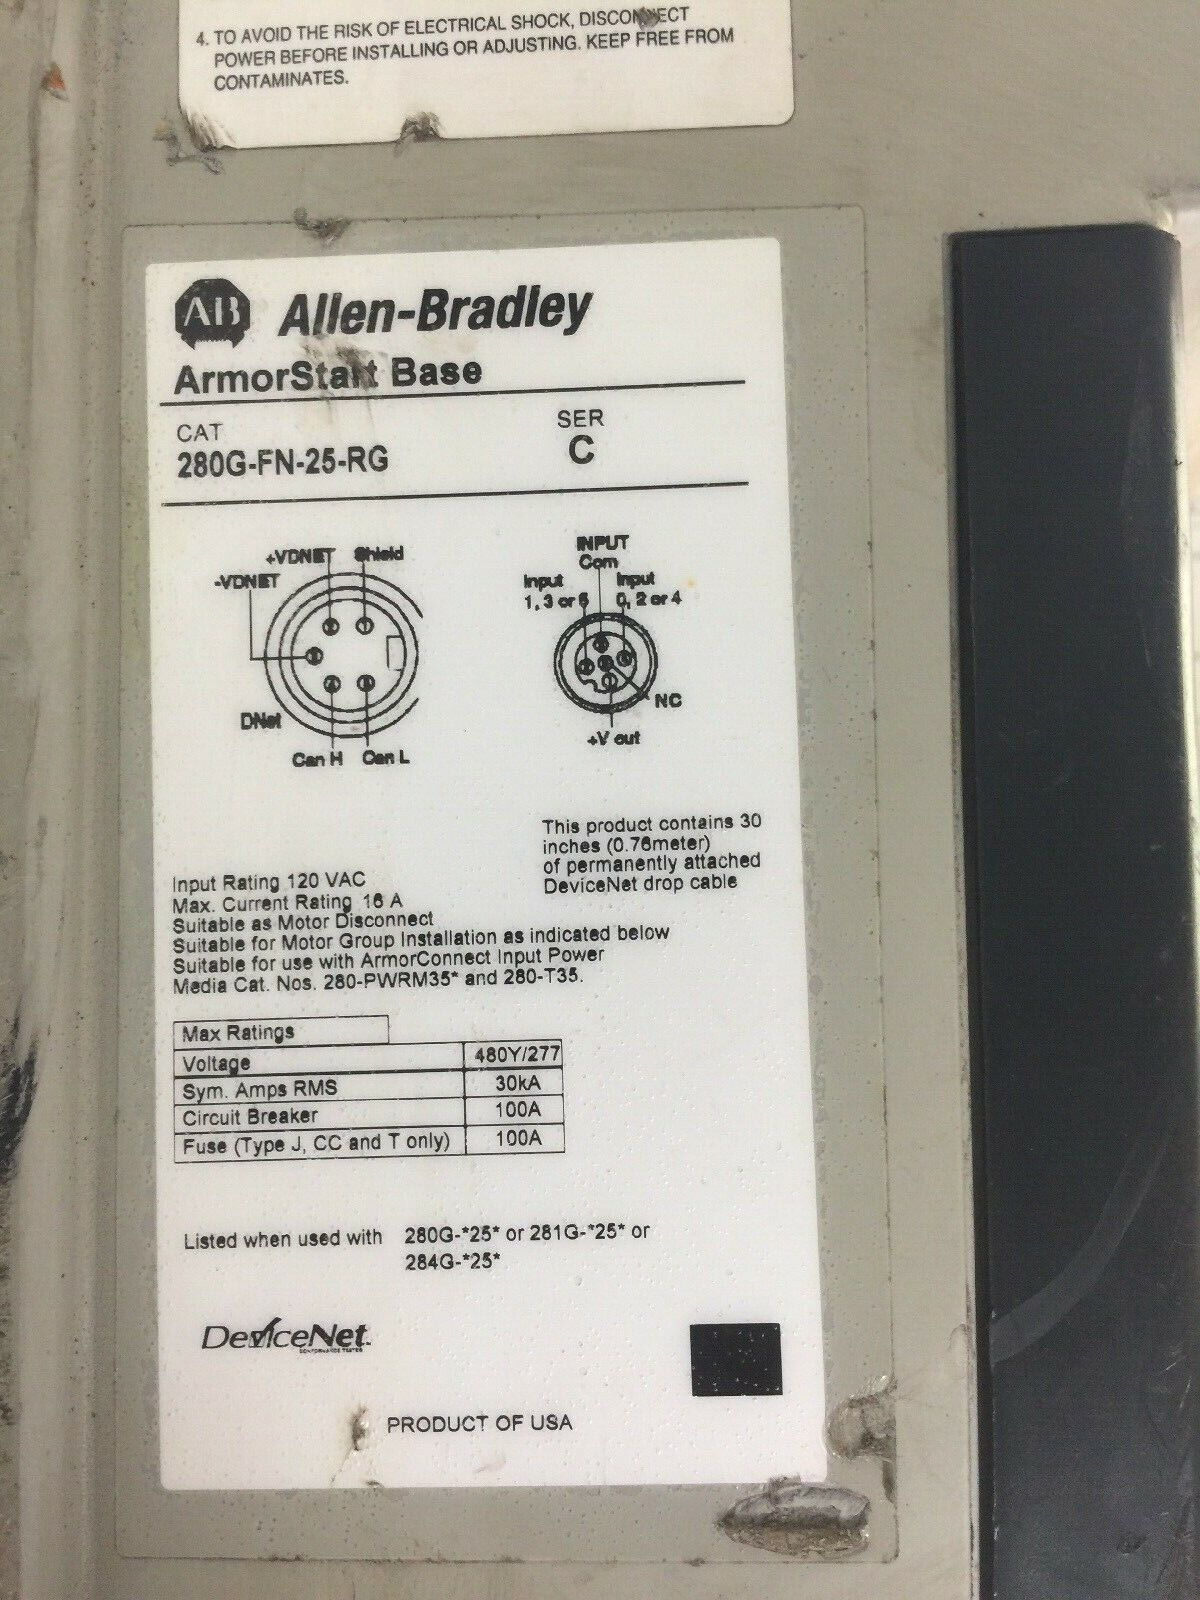 4. TO AVOID THE RISK OF ELECTRICAL SHOCK, DISCONNECT
POWER BEFORE INSTALLING OR ADJUSTING. KEEP FREE FROM
CONTAMINATES.
AB Allen-Bradley
ArmorStart Base
CAT
280G-FN-25-RG
SER
C
+VDNET Shield
-VDNET
DNet
Can H Can L
INPUT
Com
Input Input
1, 3 or 5 0, 2 or 4
NC
+V out
This product contains 30
inches (0.76meter)
of permanently attached
DeviceNet drop cable
Input Rating 120 VAC
Max. Current Rating 16 A
Suitable as Motor Disconnect
Suitable for Motor Group Installation as indicated below
Suitable for use with ArmorConnect Input Power
Media Cat. Nos. 280-PWRM35* and 280-T35.
Max Ratings
Voltage 480Y/277
Sym. Amps RMS 30kA
Circuit Breaker 100A
Fuse (Type J, CC and T only) 100A
Listed when used with 280G-*25* or 281G-*25* or
284G-*25*
DeviceNet™
CONFORMANCE TESTED
PRODUCT OF USA